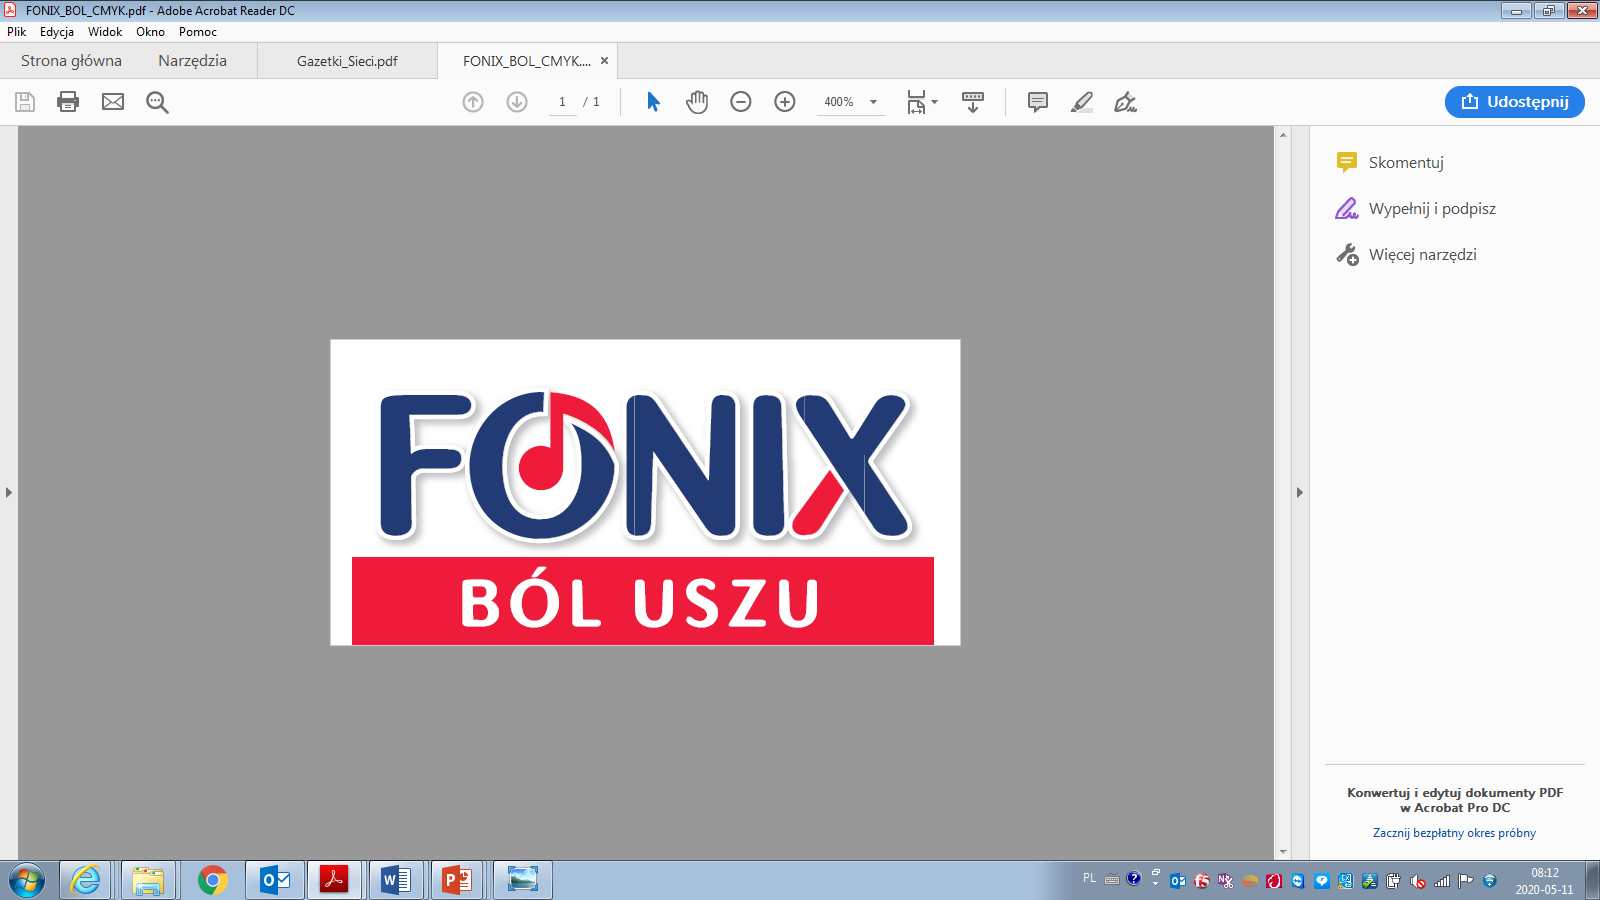 FONIX_BOL_CMYK.pdf - Adobe Acrobat Reader DC
Plik Edycja Widok Okno Pomoc
Strona główna Narzędzia Gazetki_Sieci.pdf FONIX_BOL_CMYK.... ×
1 / 1 400% Udostępnij
Skomentuj
Wypełnij i podpisz
Więcej narzędzi
FONIX
BÓL USZU
Konwertuj i edytuj dokumenty PDF
w Acrobat Pro DC
Zacznij bezpłatny okres próbny
PL 08:12
2020-05-11